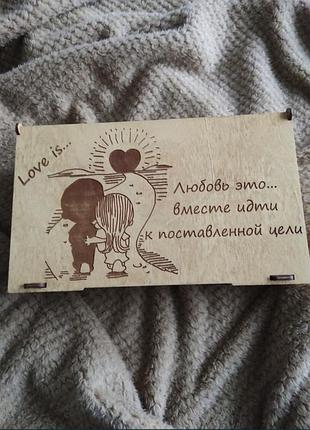 Love is...
Любовь это...
вместе идти
к поставленной цели